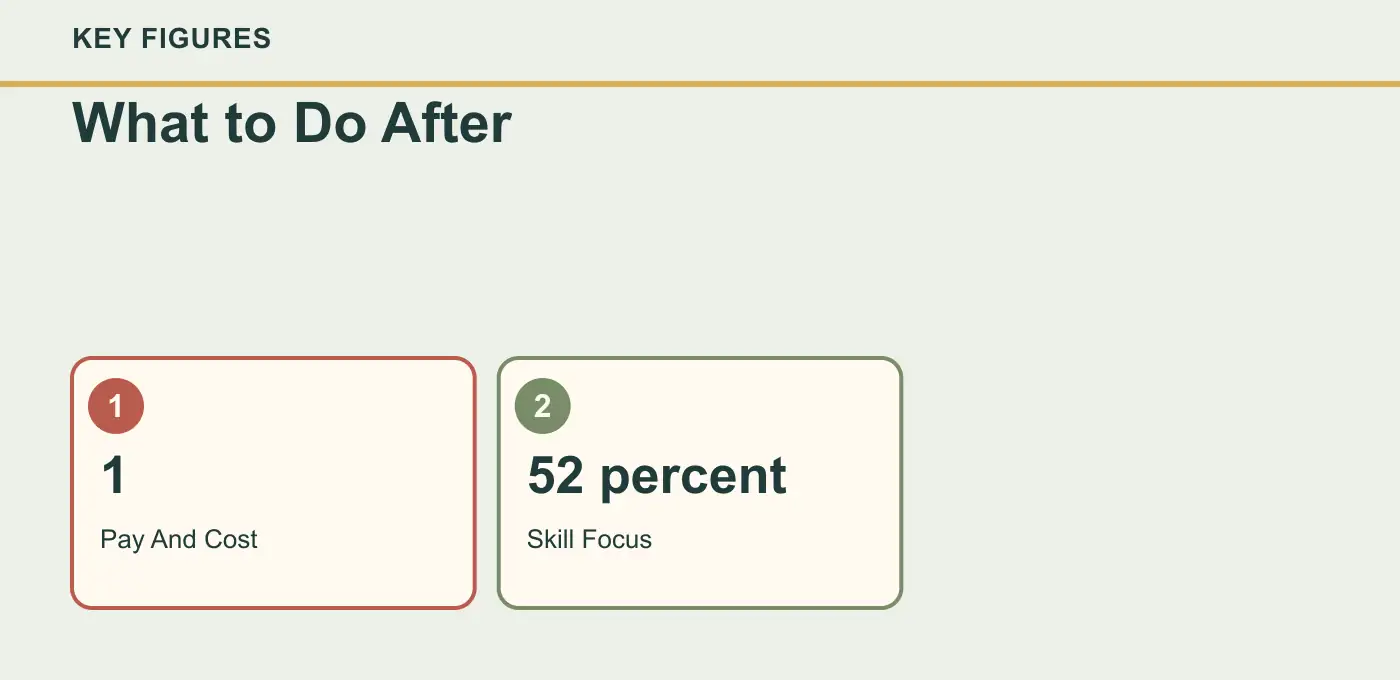 KEY FIGURES
What to Do After
1
1
Pay And Cost
2
52 percent
Skill Focus